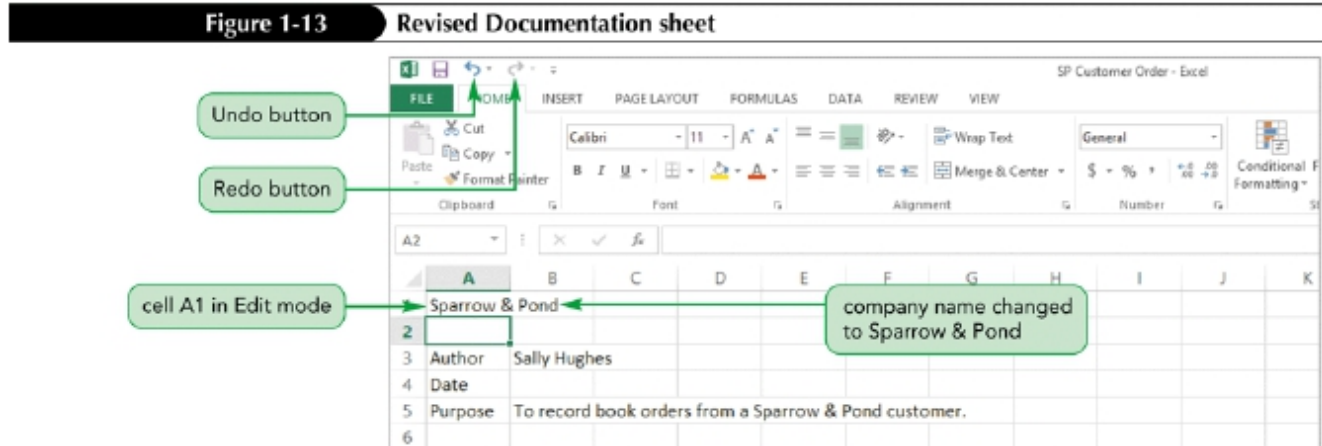 Figure 1-13 Revised Documentation sheet
SP Customer Order - Excel
FILE HOME INSERT PAGE LAYOUT FORMULAS DATA REVIEW VIEW
Undo button
Cut
Calibri 11 Wrap Text General
Copy
Paste
Redo button
Format Painter B I U Merge & Center $ % Conditional F
Formatting
Clipboard Font Alignment Number
A2 fx
A B C D E F G H I J K
cell A1 in Edit mode Sparrow & Pond company name changed
to Sparrow & Pond
2
3 Author Sally Hughes
4 Date
5 Purpose To record book orders from a Sparrow & Pond customer.
6